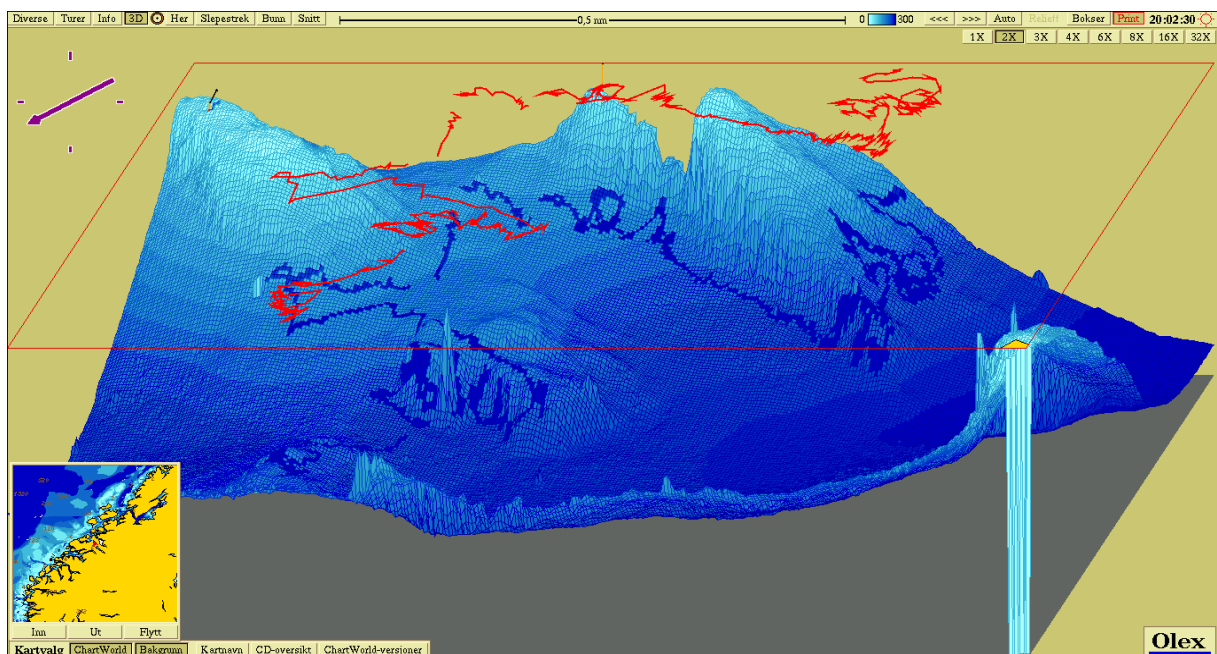 Diverse Turer Info 3D Her Slepestrek Bunn Snitt 0,5 nm 0 300 <<< >>> Auto Relieff Bokser Print 20:02:30
1X 2X 3X 4X 6X 8X 16X 32X
Inn Ut Flytt
Kartvalg ChartWorld Bakgrunn Kartnavn CD-oversikt ChartWorld-versjoner
Olex